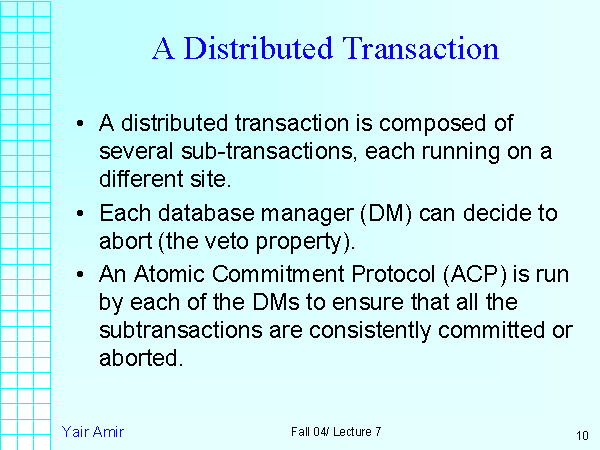 A Distributed Transaction
• A distributed transaction is composed of
several sub-transactions, each running on a
different site.
• Each database manager (DM) can decide to
abort (the veto property).
• An Atomic Commitment Protocol (ACP) is run
by each of the DMs to ensure that all the
subtransactions are consistently committed or
aborted.
Yair Amir
Fall 04/ Lecture 7
10